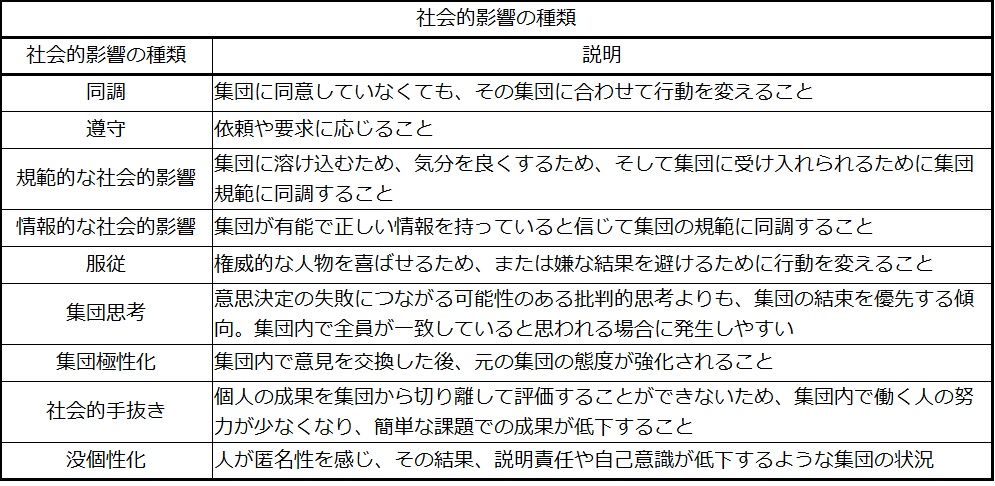 社会的影響の種類
社会的影響の種類 説明
同調 集団に同意していなくても、その集団に合わせて行動を変えること
遵守 依頼や要求に応じること
規範的な社会的影響 集団に溶け込むため、気分を良くするため、そして集団に受け入れられるために集団
規範に同調すること
情報的な社会的影響 集団が有能で正しい情報を持っていると信じて集団の規範に同調すること
服従 権威的な人物を喜ばせるため、または嫌な結果を避けるために行動を変えること
集団思考 意思決定の失敗につながる可能性のある批判的思考よりも、集団の結束を優先する傾
向。集団内で全員が一致していると思われる場合に発生しやすい
集団極性化 集団内で意見を交換した後、元の集団の態度が強化されること
社会的手抜き 個人の成果を集団から切り離して評価することができないため、集団内で働く人の努
力が少なくなり、簡単な課題での成果が低下すること
没個性化 人が匿名性を感じ、その結果、説明責任や自己意識が低下するような集団の状況